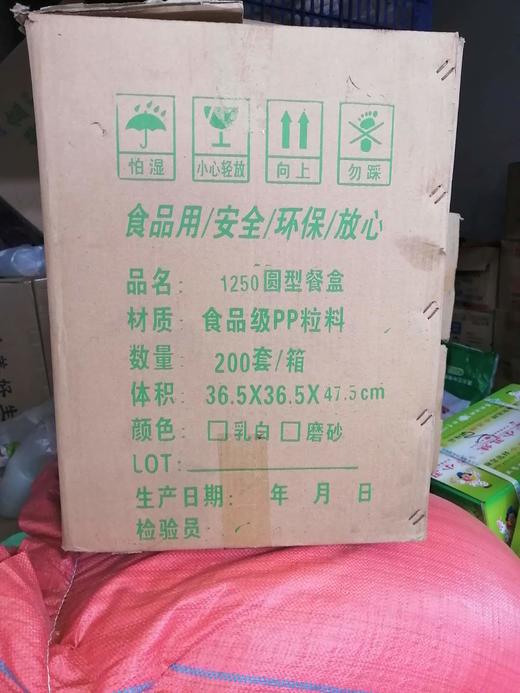 怕湿 小心轻放 向上 勿踩
食品用/安全/环保/放心
品名: 1250圆型餐盒
材质: 食品级PP粒料
数量: 200套/箱
体积: 36.5X36.5X47.5cm
颜色: □乳白 □磨砂
LOT:
生产日期: 年 月 日
检验员: